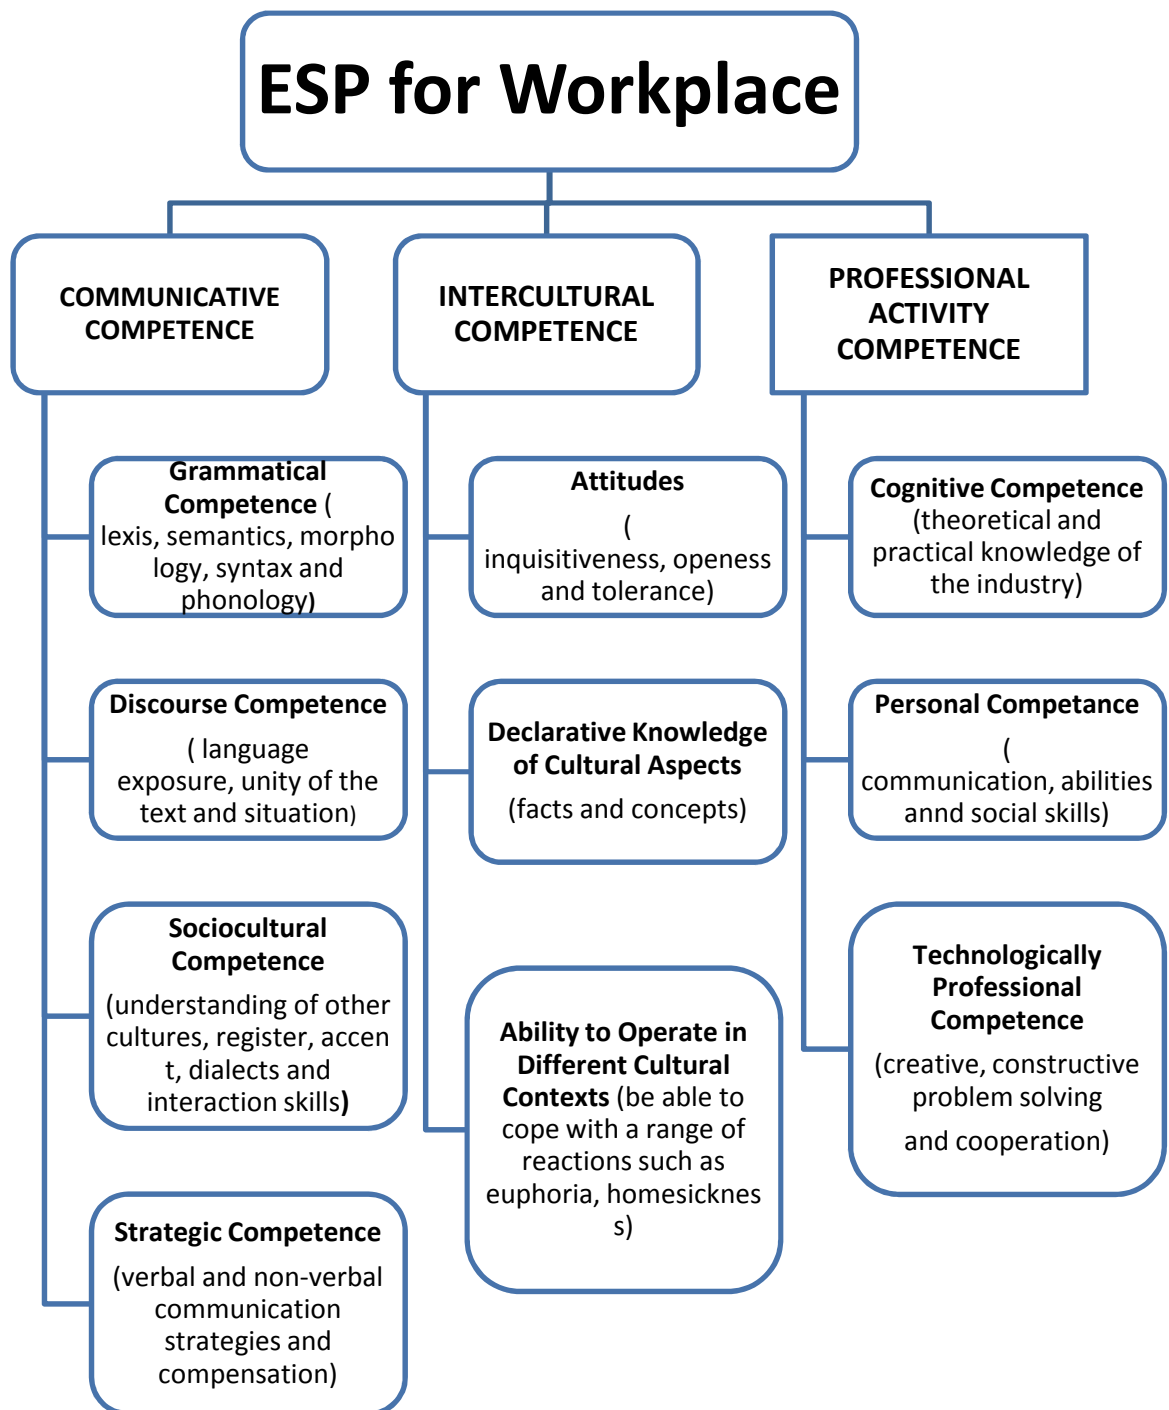 ESP for Workplace
COMMUNICATIVE
COMPETENCE
Grammatical
Competence (
lexis, semantics, morpho
logy, syntax and
phonology)
Discourse Competence
( language
exposure, unity of the
text and situation)
Sociocultural
Competence
(understanding of other
cultures, register, accen
t, dialects and
interaction skills)
Strategic Competence
(verbal and non-verbal
communication
strategies and
compensation)
INTERCULTURAL
COMPETENCE
Attitudes
(
inquisitiveness, openess
and tolerance)
Declarative Knowledge
of Cultural Aspects
(facts and concepts)
Ability to Operate in
Different Cultural
Contexts (be able to
cope with a range of
reactions such as
euphoria, homesicknes
s)
PROFESSIONAL
ACTIVITY
COMPETENCE
Cognitive Competence
(theoretical and
practical knowledge of
the industry)
Personal Competance
(
communication, abilities
annd social skills)
Technologically
Professional
Competence
(creative, constructive
problem solving
and cooperation)